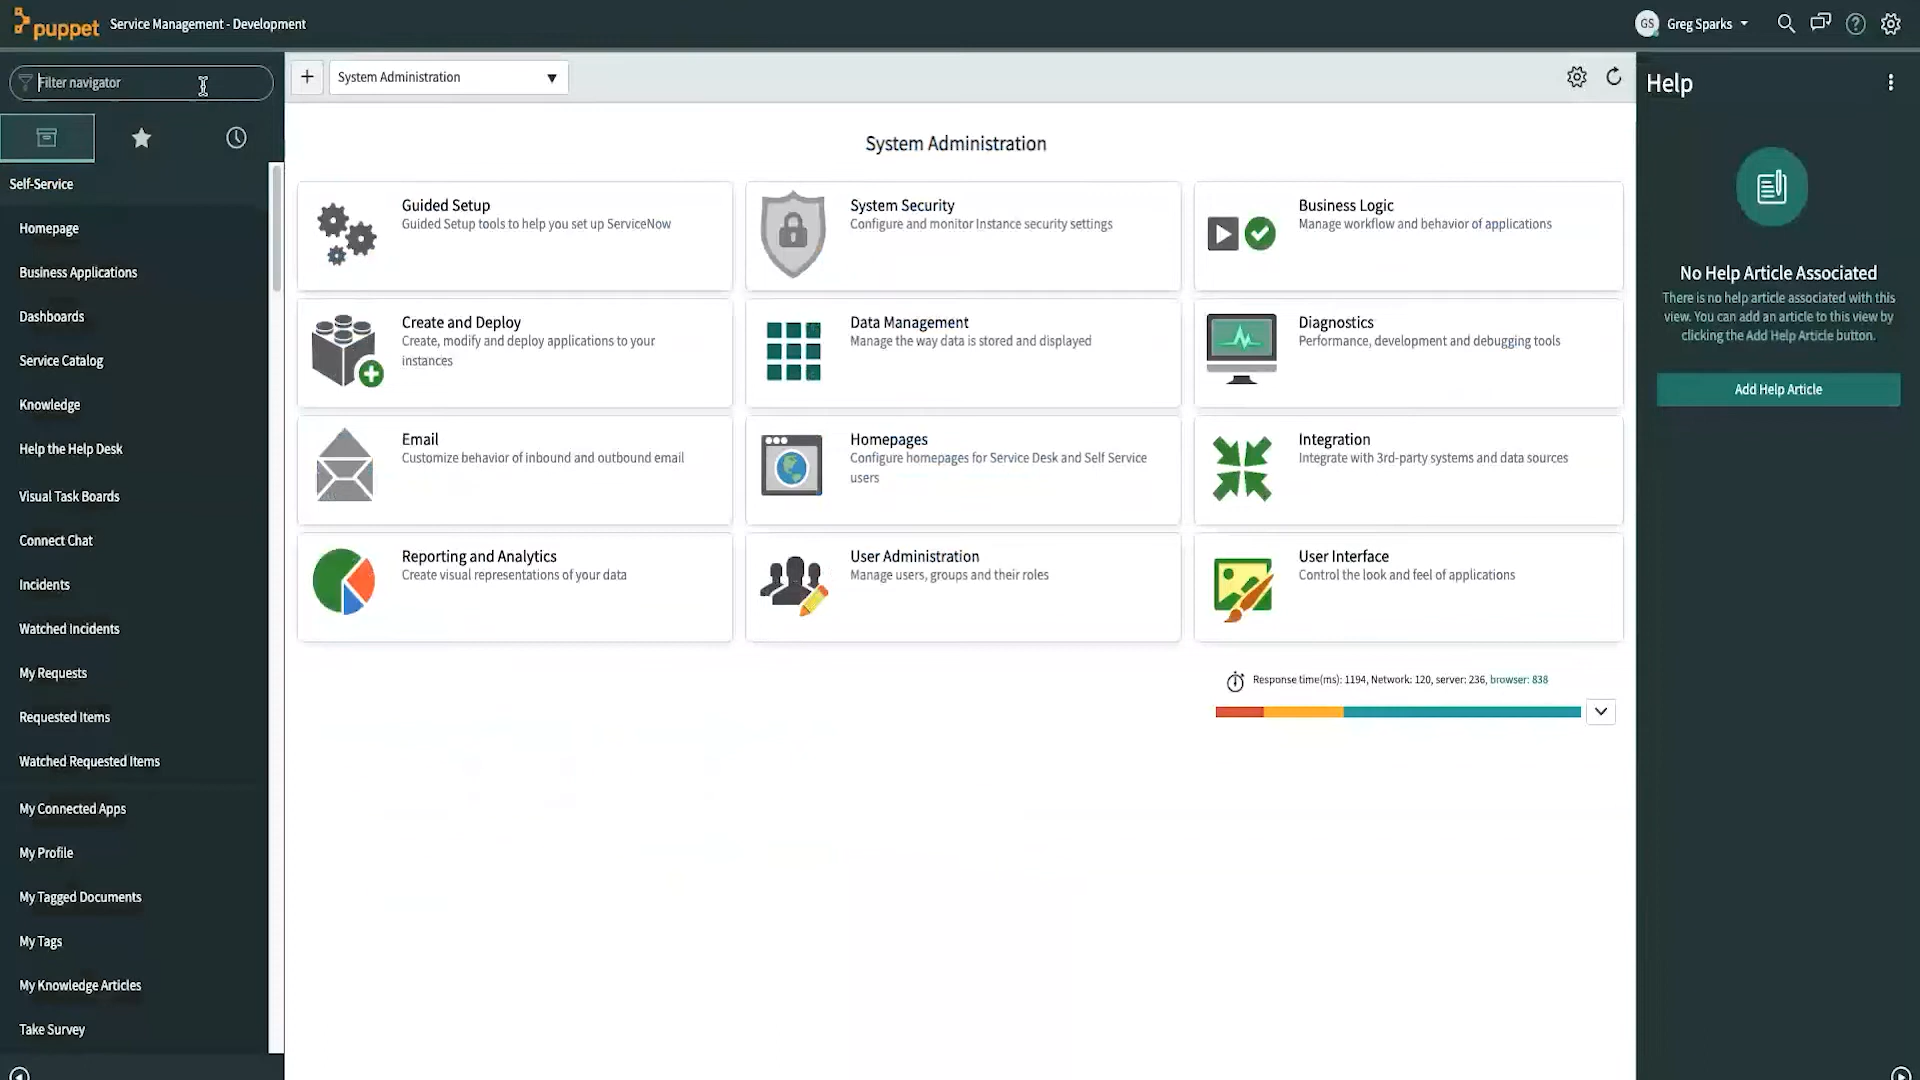 puppet Service Management - Development
GS Greg Sparks
Filter navigator
Self-Service
Homepage
Business Applications
Dashboards
Service Catalog
Knowledge
Help the Help Desk
Visual Task Boards
Connect Chat
Incidents
Watched Incidents
My Requests
Requested Items
Watched Requested Items
My Connected Apps
My Profile
My Tagged Documents
My Tags
My Knowledge Articles
Take Survey
System Administration
System Administration
Guided Setup
Guided Setup tools to help you set up ServiceNow
System Security
Configure and monitor Instance security settings
Business Logic
Manage workflow and behavior of applications
Create and Deploy
Create, modify and deploy applications to your
instances
Data Management
Manage the way data is stored and displayed
Diagnostics
Performance, development and debugging tools
Email
Customize behavior of inbound and outbound email
Homepages
Configure homepages for Service Desk and Self Service
users
Integration
Integrate with 3rd-party systems and data sources
Reporting and Analytics
Create visual representations of your data
User Administration
Manage users, groups and their roles
User Interface
Control the look and feel of applications
Response time(ms): 1194, Network: 120, server: 236, browser: 838
Help
No Help Article Associated
There is no help article associated with this
view. You can add an article to this view by
clicking the Add Help Article button.
Add Help Article